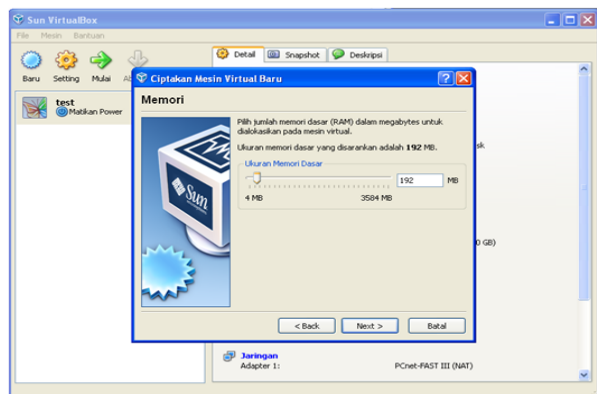 Sun VirtualBox
File Mesin Bantuan
Baru Setting Mulai
Detail Snapshot Deskripsi
test
Matikan Power
Ciptakan Mesin Virtual Baru
Memori
Pilih jumlah memori dasar (RAM) dalam megabytes untuk
dialokasikan pada mesin virtual.
Ukuran memori dasar yang disarankan adalah 192 MB.
Ukuran Memori Dasar
192 MB
4 MB 3584 MB
Sun
< Back Next > Batal
0 GB)
Jaringan
Adapter 1: PCnet-FAST III (NAT)